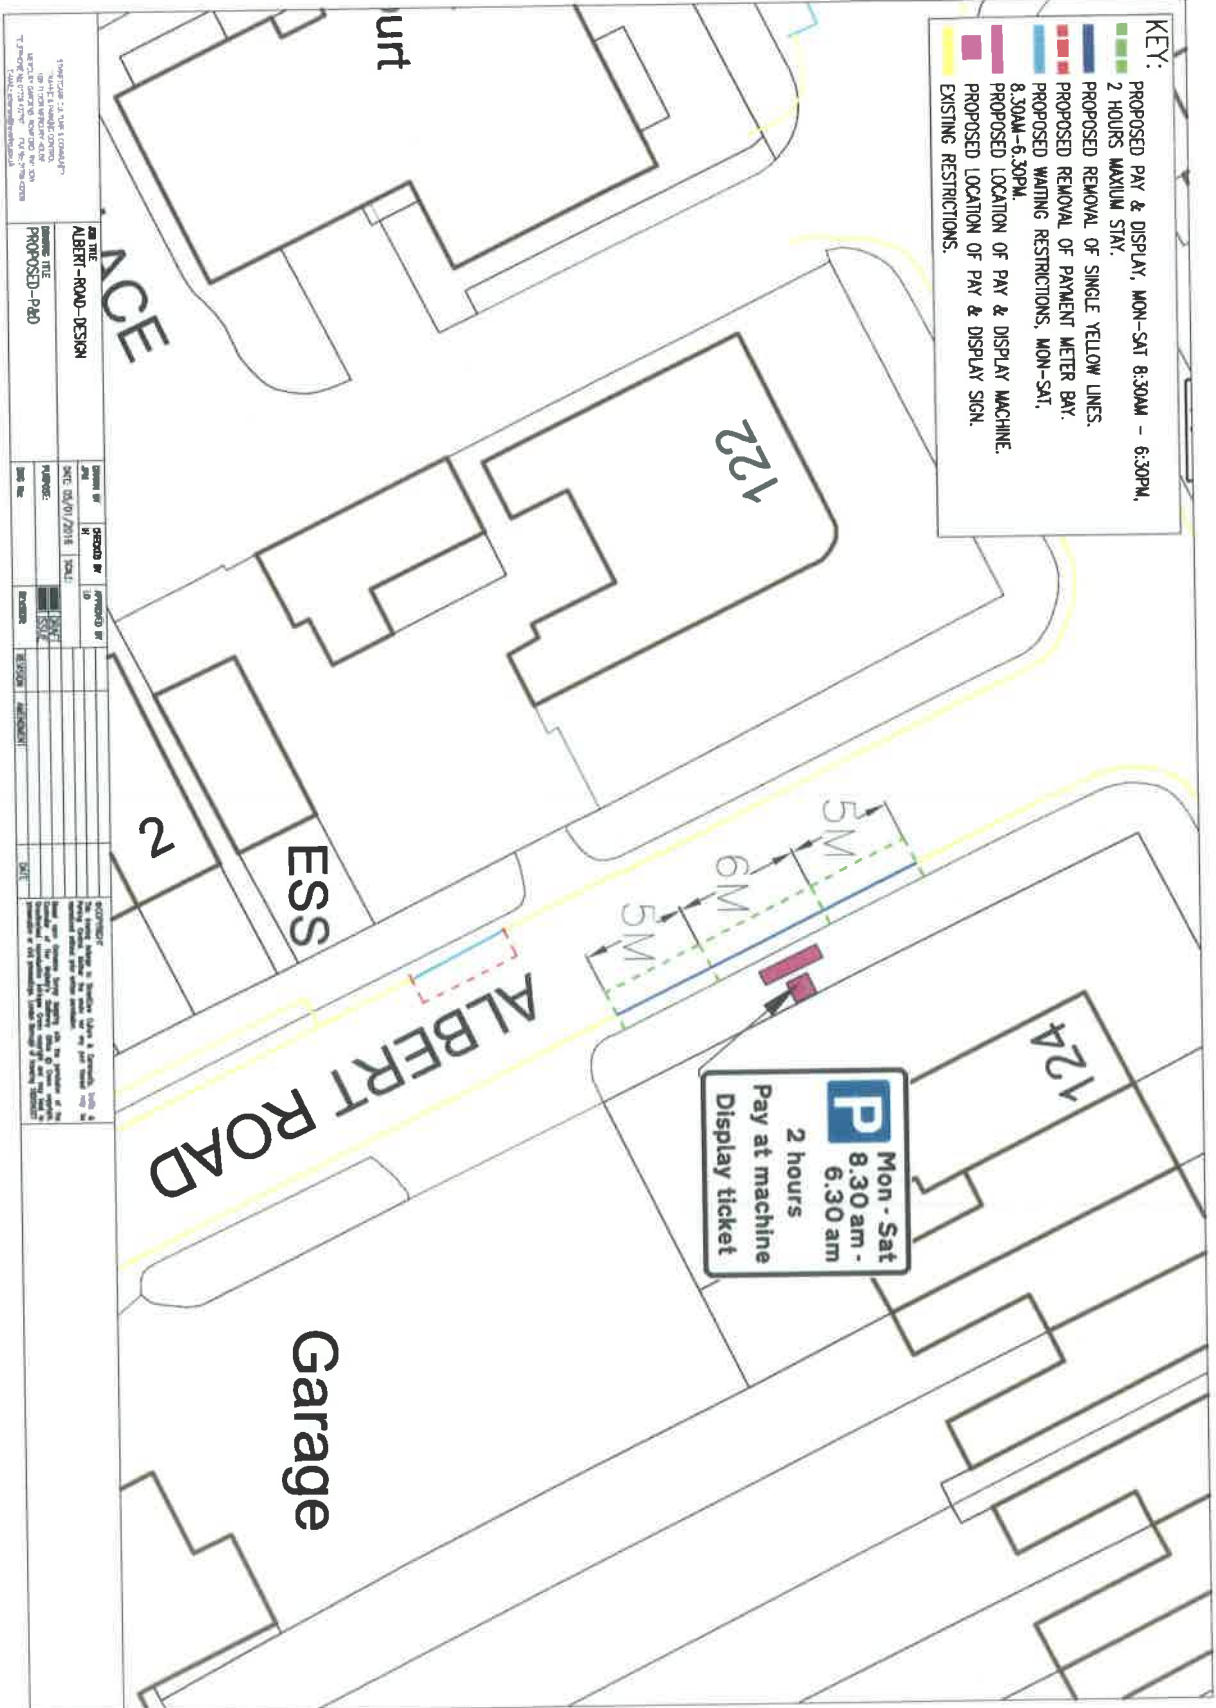 KEY:
PROPOSED PAY & DISPLAY, MON-SAT 8:30AM - 6:30PM,
2 HOURS MAXIUM STAY.
PROPOSED REMOVAL OF SINGLE YELLOW LINES.
PROPOSED REMOVAL OF PAYMENT METER BAY.
PROPOSED WAITING RESTRICTIONS, MON-SAT,
8.30AM-6.30PM.
PROPOSED LOCATION OF PAY & DISPLAY MACHINE.
PROPOSED LOCATION OF PAY & DISPLAY SIGN.
EXISTING RESTRICTIONS.
122
124
5M
6M
5M
P
Mon - Sat
8.30 am -
6.30 am
2 hours
Pay at machine
Display ticket
ourt
ACE
ESS
2
ALBERT ROAD
Garage
JOB TITLE
ALBERT-ROAD-DESIGN
DRAWING TITLE
PROPOSED-P&D
DRAWN BY
CHECKED BY
APPROVED BY
DATE: 05/01/2016
SCALE:
PURPOSE:
DRAFT
ISSUE
DRG No:
REVISION
REVISION
AMENDMENT
DATE
©COPYRIGHT